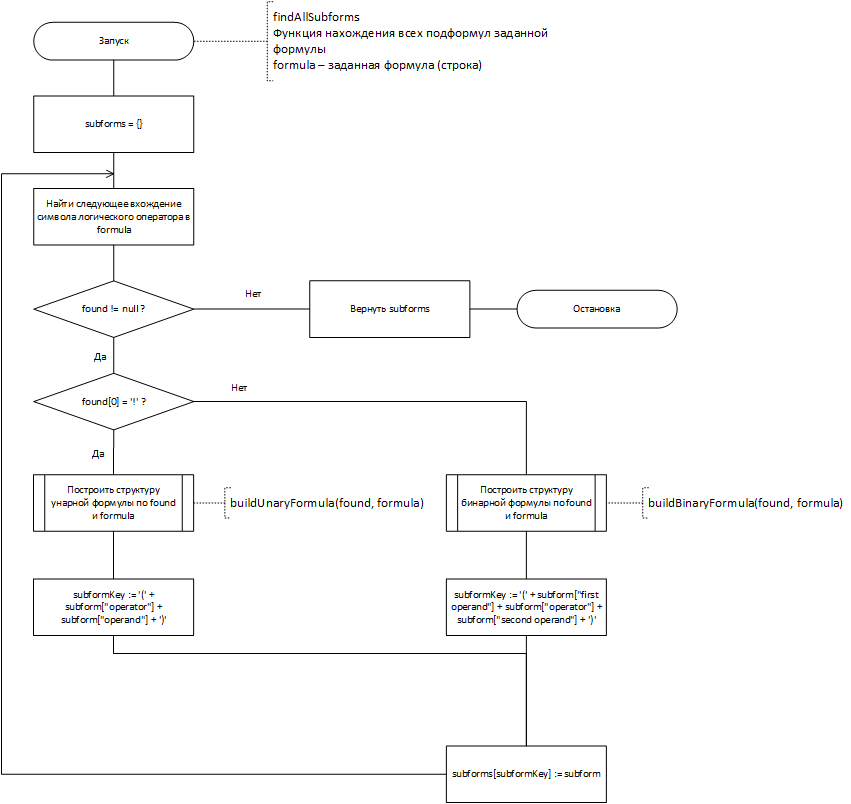 Запуск
findAllSubforms
Функция нахождения всех подформул заданной
формулы
formula – заданная формула (строка)
subforms = {}
Найти следующее вхождение
символа логического оператора в
formula
found != null ?
Нет
Вернуть subforms
Остановка
Да
found[0] = '!' ?
Нет
Да
Построить структуру
унарной формулы по found
и formula
buildUnaryFormula(found, formula)
Построить структуру
бинарной формулы по found
и formula
buildBinaryFormula(found, formula)
subformKey := '(' +
subform["operator"] +
subform["operand"] + ')'
subformKey := '(' + subform["first
operand"] + subform["operator"] +
subform["second operand"] + ')'
subforms[subformKey] := subform